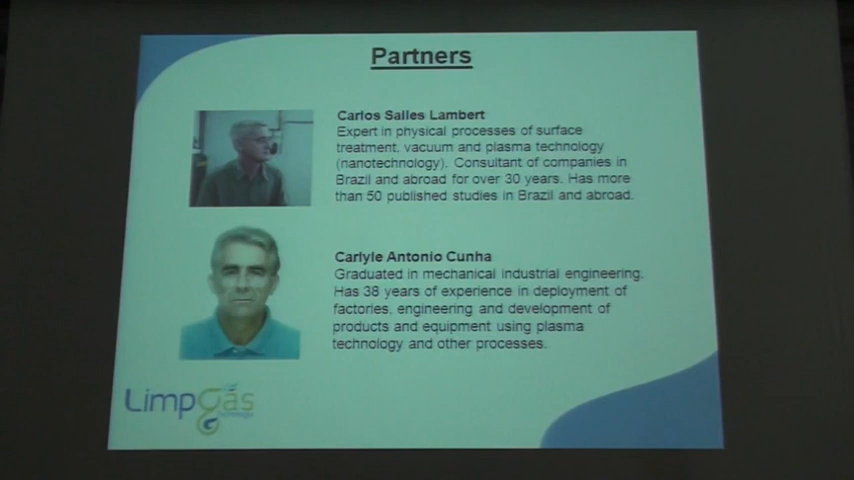 Partners
Carlos Salles Lambert
Expert in physical processes of surface
treatment, vacuum and plasma technology
(nanotechnology). Consultant of companies in
Brazil and abroad for over 30 years. Has more
than 50 published studies in Brazil and abroad.
Carlyle Antonio Cunha
Graduated in mechanical industrial engineering.
Has 38 years of experience in deployment of
factories, engineering and development of
products and equipment using plasma
technology and other processes.
Limpgás
Technology